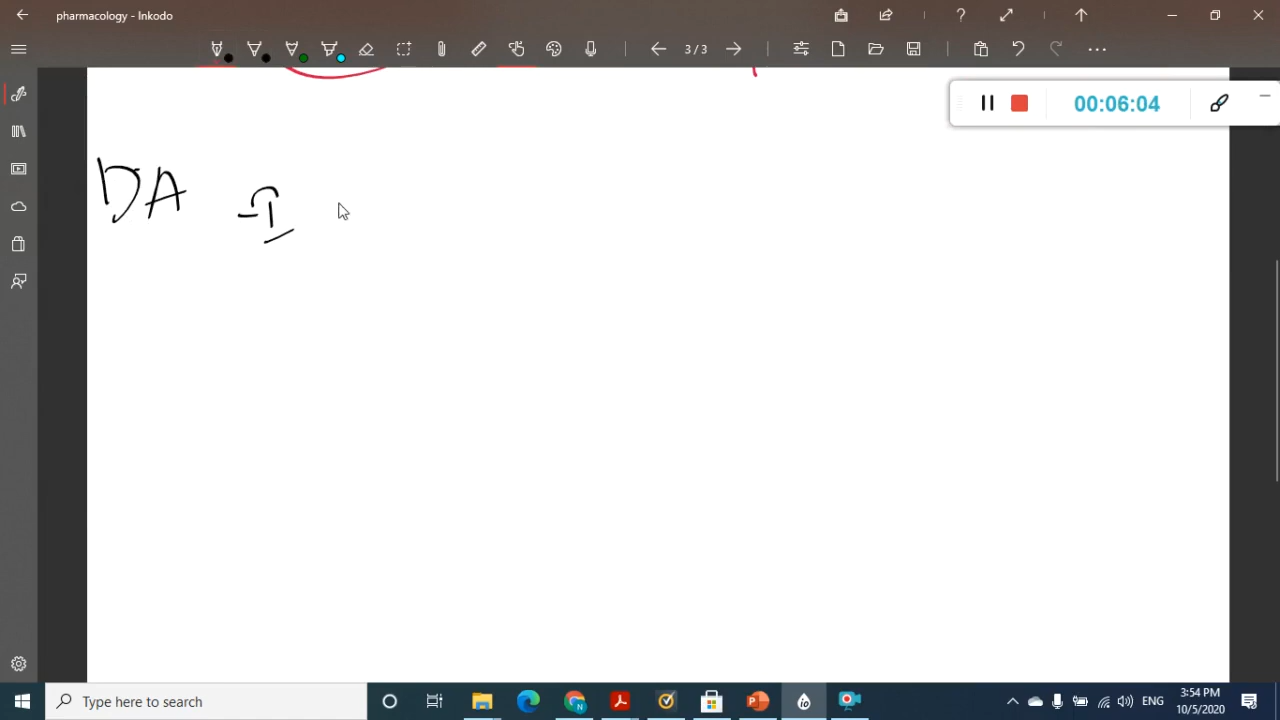 pharmacology - Inkodo
3/3
00:06:04
DA - I
Type here to search
ENG
3:54 PM
10/5/2020